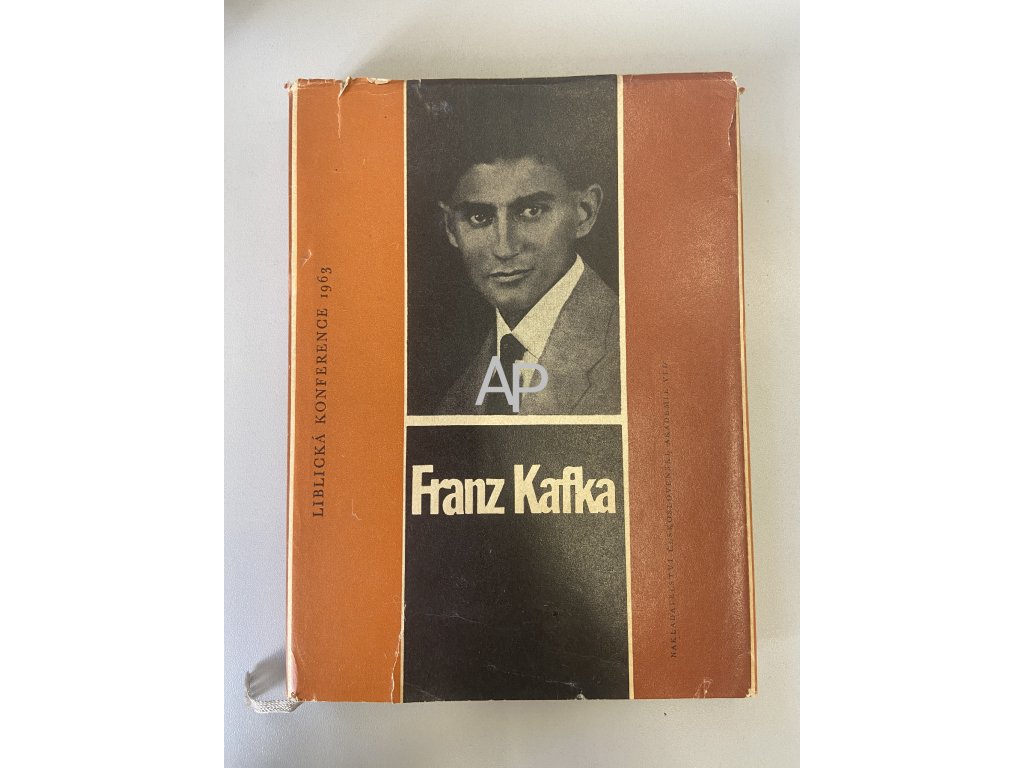 LIBLICKÁ KONFERENCE 1963
AP
Franz Kafka
NAKLADATELSTVÍ ČESKOSLOVENSKÉ AKADEMIE VĚD